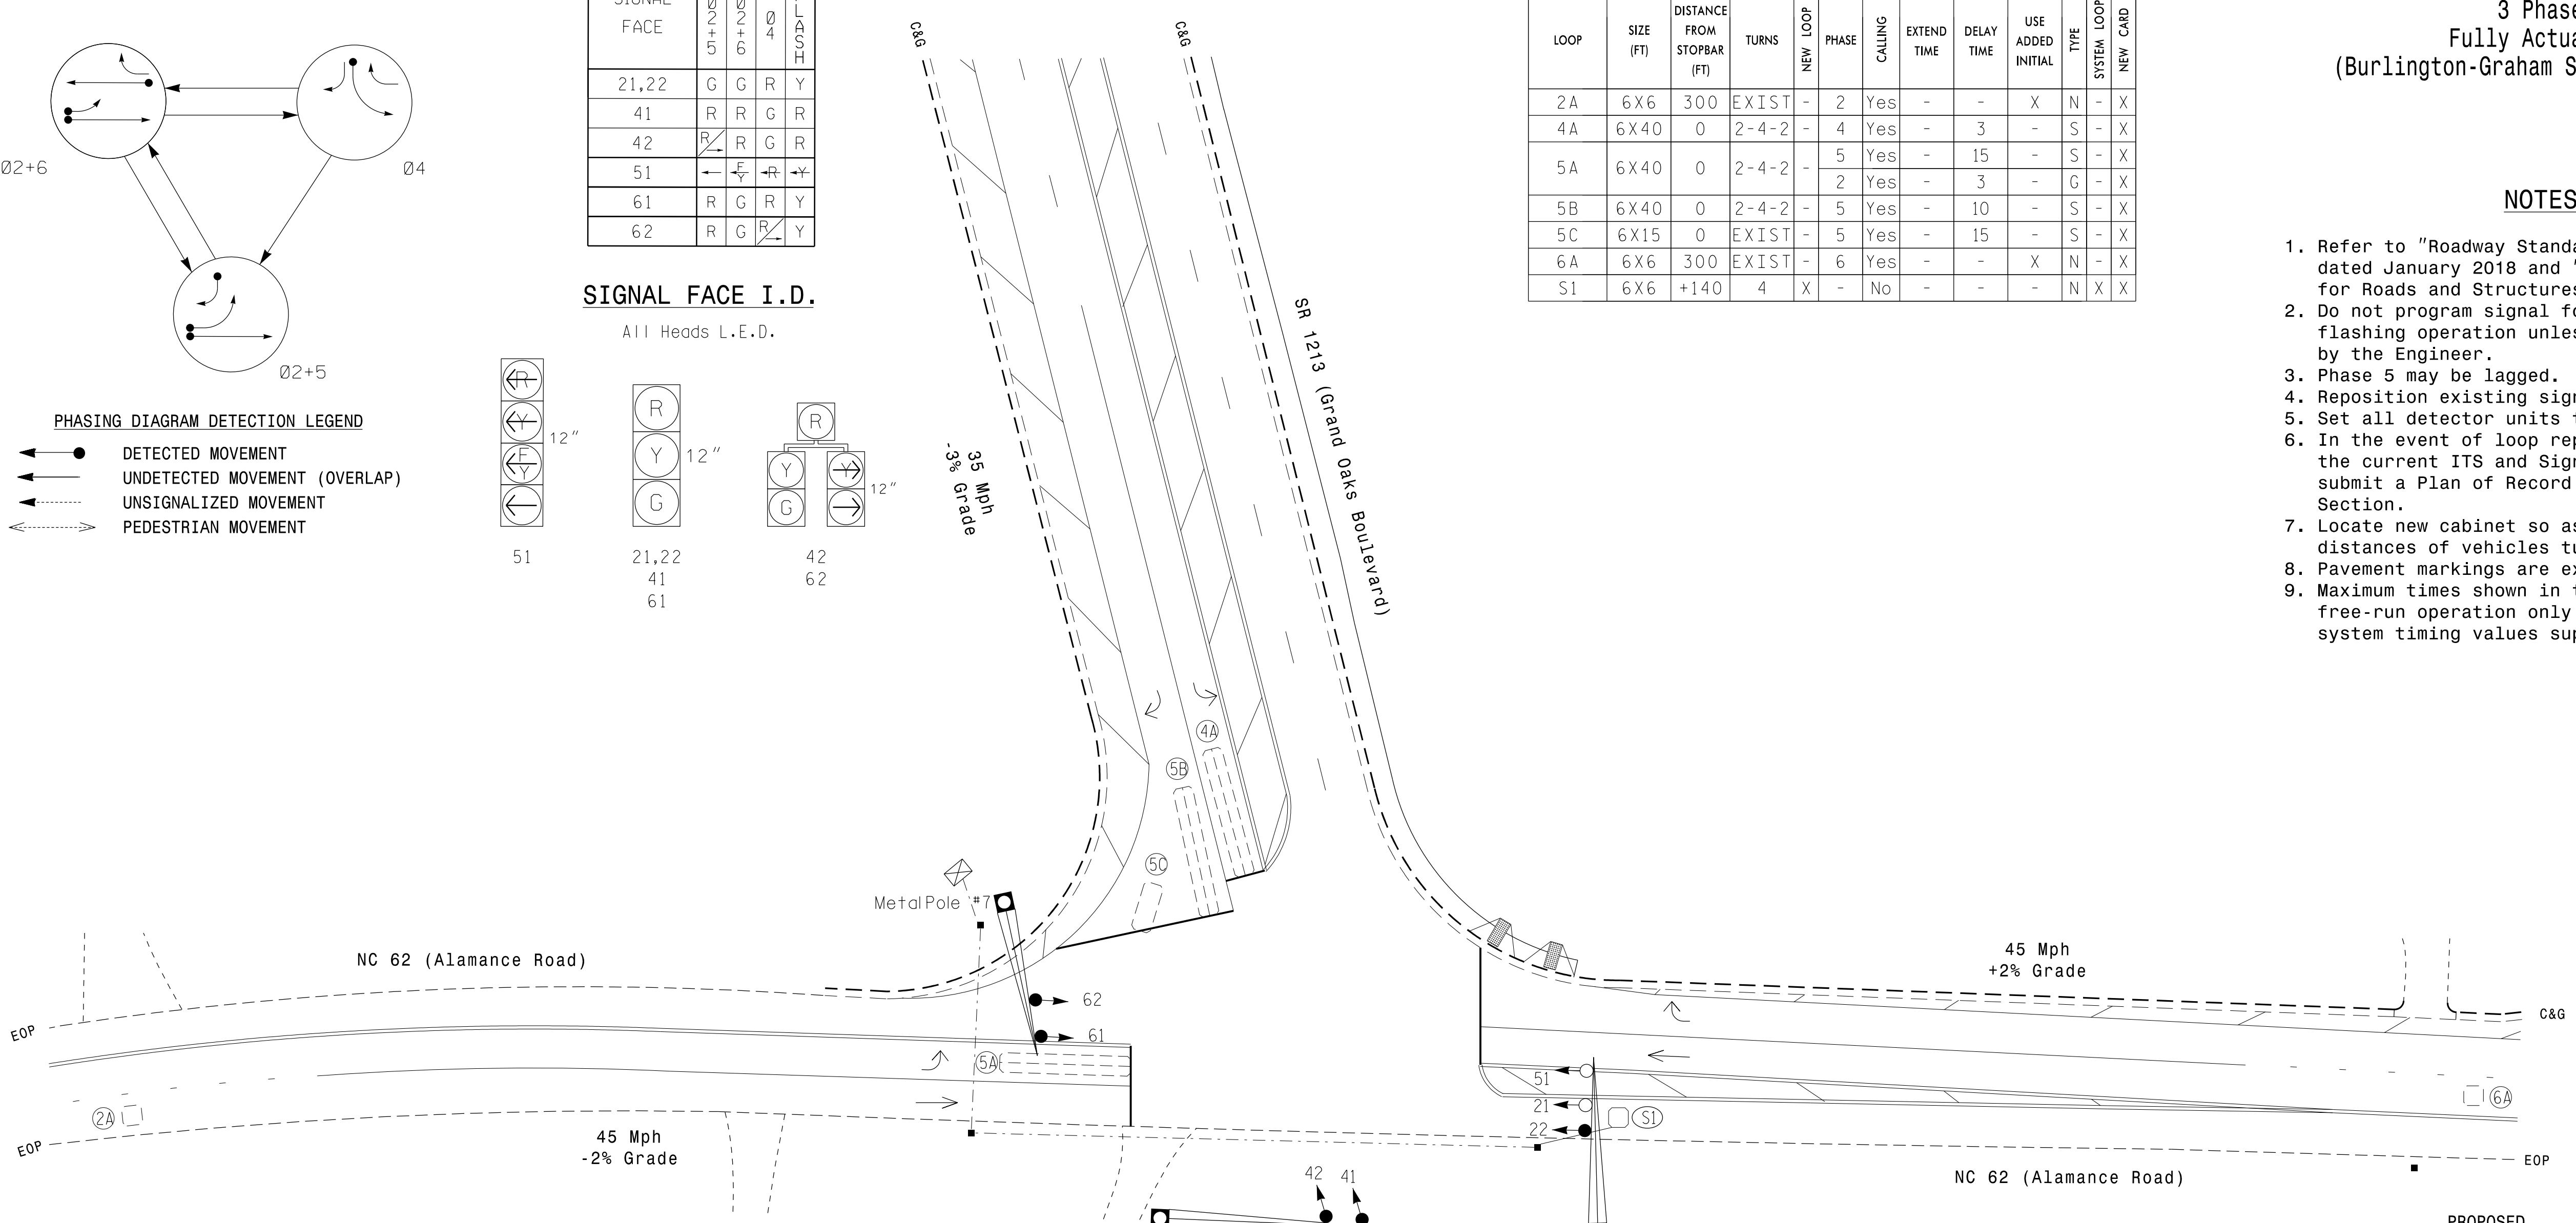 SIGNAL FACE Ø2+5 Ø2+6 Ø4 FLASH
21,22 G G R Y
41 R R G R
42 R R G R
51 F Y R Y
61 R G R Y
62 R G R Y
SIGNAL FACE I.D.
All Heads L.E.D.
R Y F Y 12"
R Y G 12"
R Y Y G 12"
51
21,22
41
61
42
62
Ø2+6
Ø4
Ø2+5
PHASING DIAGRAM DETECTION LEGEND
DETECTED MOVEMENT
UNDETECTED MOVEMENT (OVERLAP)
UNSIGNALIZED MOVEMENT
PEDESTRIAN MOVEMENT
LOOP SIZE (FT) DISTANCE FROM STOPBAR (FT) TURNS NEW LOOP PHASE CALLING EXTEND TIME DELAY TIME USE ADDED INITIAL TYPE SYSTEM LOOP NEW CARD
2A 6X6 300 EXIST - 2 Yes - - X N - X
4A 6X40 0 2-4-2 - 4 Yes - 3 - S - X
5A 6X40 0 2-4-2 - 5 Yes - 15 - S - X
2 Yes - 3 - G - X
5B 6X40 0 2-4-2 - 5 Yes - 10 - S - X
5C 6X15 0 EXIST - 5 Yes - 15 - S - X
6A 6X6 300 EXIST - 6 Yes - - X N - X
S1 6X6 +140 4 X - No - - - N X X
3 Phase
Fully Actua
(Burlington-Graham S
NOTES
1. Refer to "Roadway Standa
dated January 2018 and "
for Roads and Structures
2. Do not program signal fo
flashing operation unles
by the Engineer.
3. Phase 5 may be lagged.
4. Reposition existing sign
5. Set all detector units t
6. In the event of loop rep
the current ITS and Sign
submit a Plan of Record
Section.
7. Locate new cabinet so as
distances of vehicles tu
8. Pavement markings are ex
9. Maximum times shown in t
free-run operation only
system timing values sup
C&G
C&G
SR 1213 (Grand Oaks Boulevard)
35 Mph
-3% Grade
4A
5B
5C
Metal Pole #7
NC 62 (Alamance Road)
45 Mph
+2% Grade
62
61
EOP
C&G
5A
51
21
22
S1
6A
2A
EOP
45 Mph
-2% Grade
EOP
NC 62 (Alamance Road)
42 41
PROPOSED